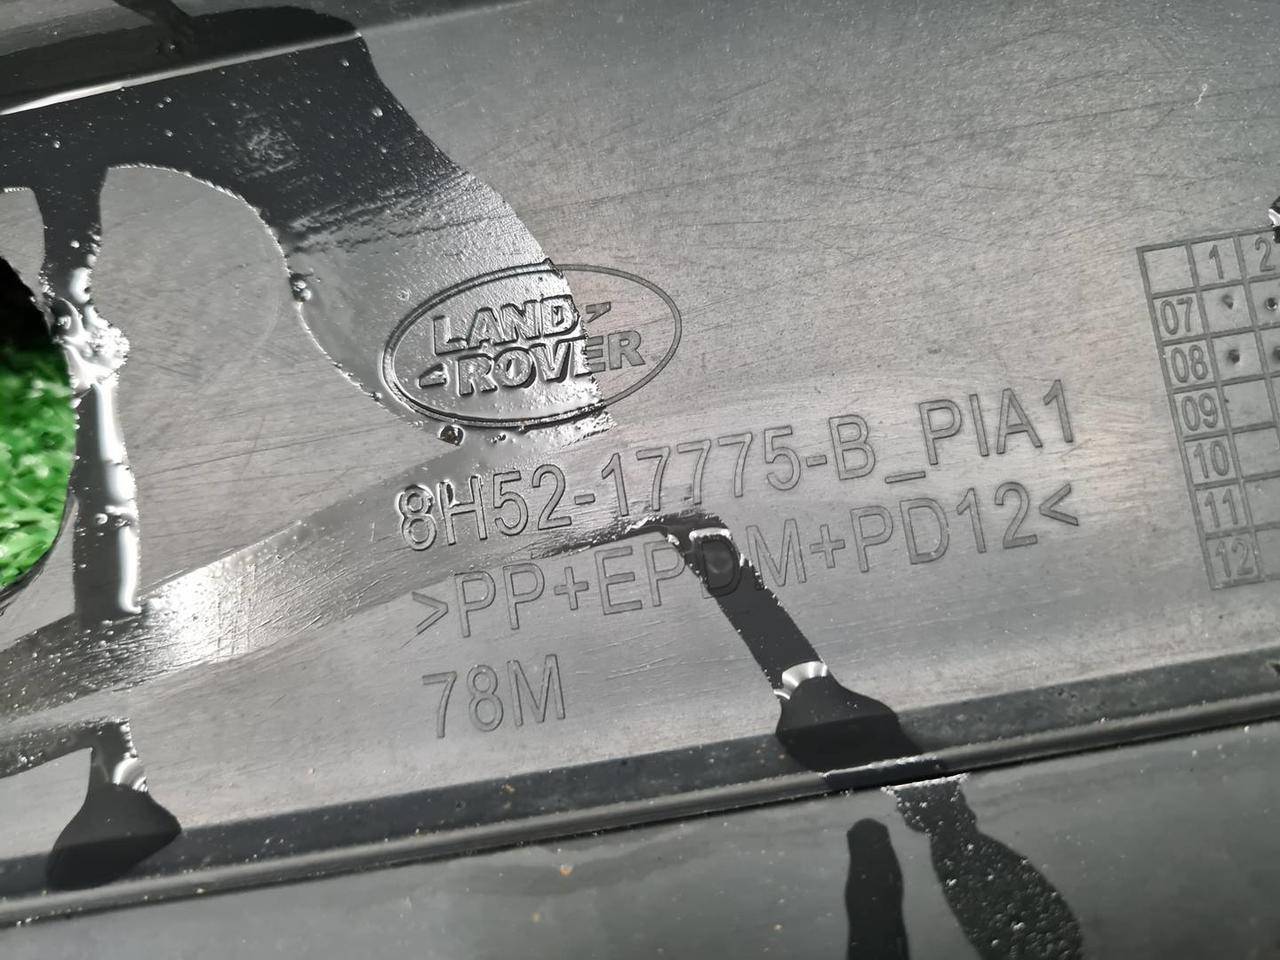 LAND
ROVER
8H52-17775-B_PIA1
>PP+EPDM+PD12<
78M
1 2
07
08
09
10
11
12